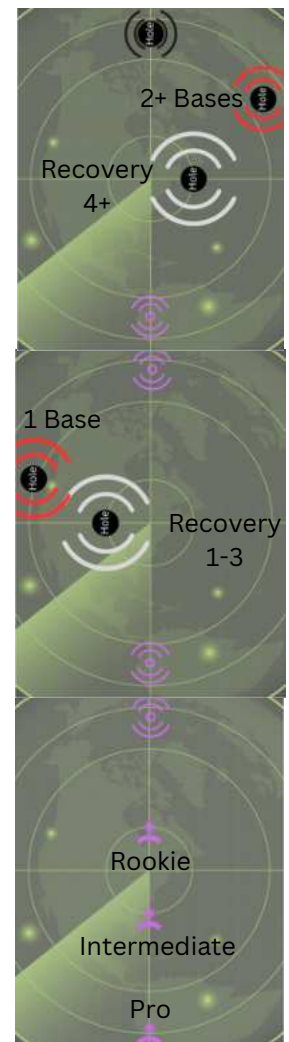 Hole
2+ Bases
Hole
Recovery
4+
Hole
1 Base
Hole
Hole
Recovery
1-3
Rookie
Intermediate
Pro